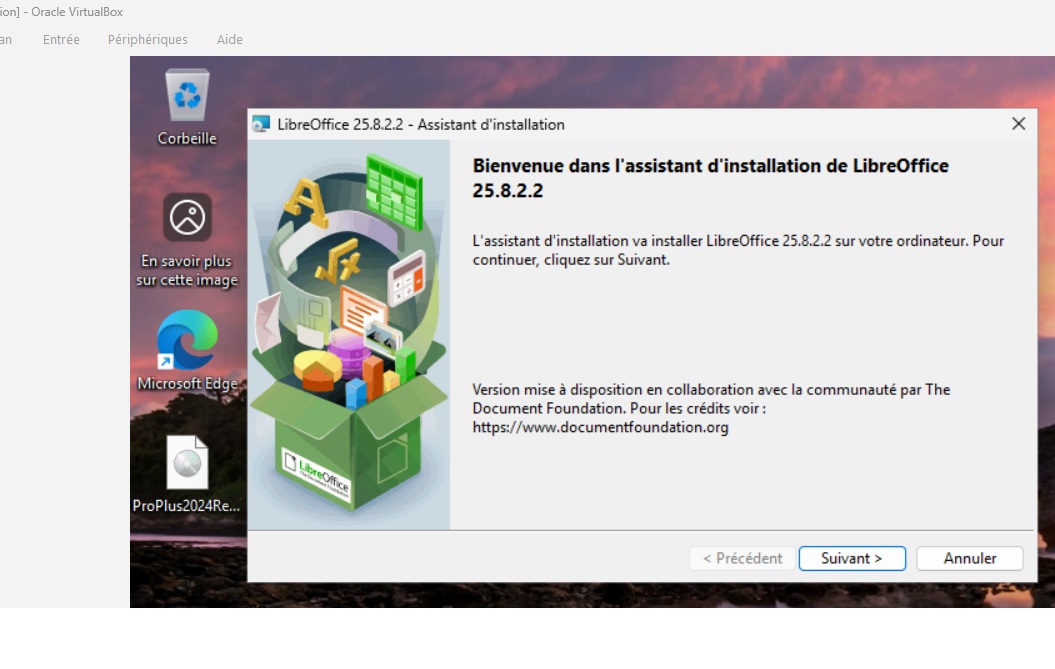 ion] - Oracle VirtualBox
an Entrée Périphériques Aide
Corbeille
En savoir plus
sur cette image
Microsoft Edge
ProPlus2024Re...
LibreOffice 25.8.2.2 - Assistant d'installation
LibreOffice
The Document Foundation
Bienvenue dans l'assistant d'installation de LibreOffice
25.8.2.2
L'assistant d'installation va installer LibreOffice 25.8.2.2 sur votre ordinateur. Pour
continuer, cliquez sur Suivant.
Version mise à disposition en collaboration avec la communauté par The
Document Foundation. Pour les crédits voir :
https://www.documentfoundation.org
< Précédent Suivant > Annuler